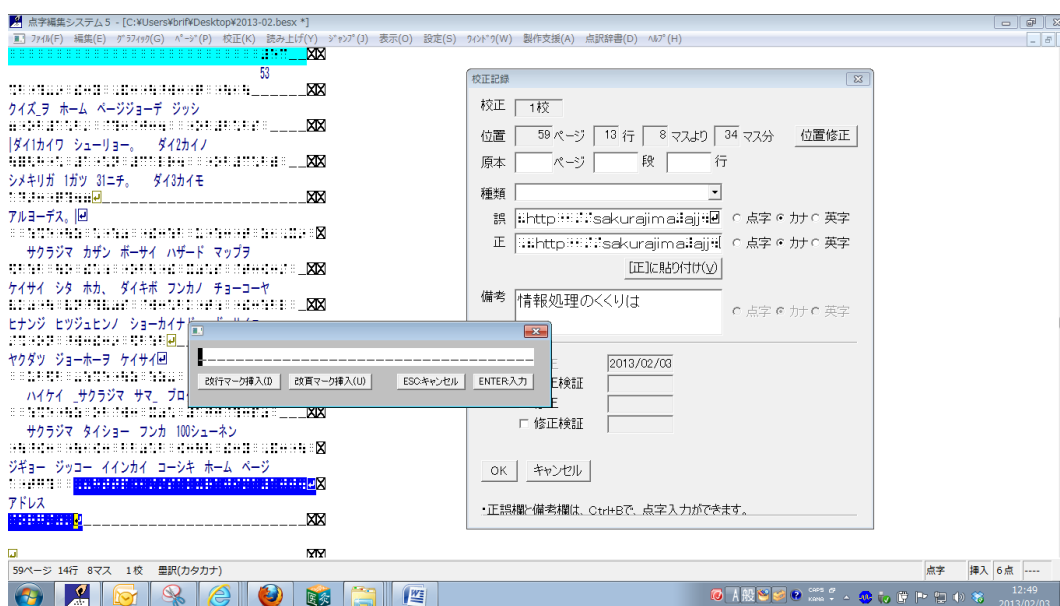 点字編集システム5 - [C:¥Users¥brif¥Desktop¥2013-02.besx *]
ファイル(F) 編集(E) グラフィック(G) ページ(P) 校正(K) 読み上げ(Y) ジャンプ(J) 表示(O) 設定(S) ウィンドウ(W) 製作支援(A) 点訳辞書(D) ヘルプ(H)
53
クイズ_ヲ ホーム ページジョーデ ジッシ
|ダイ1カイワ シューリョー。 ダイ2カイノ
シメキリガ 1ガツ 31ニチ。 ダイ3カイモ
アルヨーデス。|
サクラジマ カザン ボーサイ ハザード マップヲ
ケイサイ シタ ホカ、 ダイキボ フンカノ チョーコーヤ
ヒナンジ ヒツジュヒンノ ショーカイナド
ヤクダツ ジョーホーヲ ケイサイ
ハイケイ _サクラジマ サマ_ ブロ
サクラジマ タイショー フンカ 100シューネン
ジギョー ジッコー イインカイ コーシキ ホーム ページ
アドレス
校正記録
校正 1校
位置 59 ページ 13 行 8 マスより 34 マス分 位置修正
原本 ページ 段 行
種類
誤 http sakurajima ajj 点字 カナ 英字
正 http sakurajima ajj 点字 カナ 英字
[正]に貼り付け(V)
備考 情報処理のくくりは 点字 カナ 英字
改行マーク挿入(I) 改頁マーク挿入(U) ESC:キャンセル ENTER:入力
2013/02/03
正検証
正
修正検証
OK キャンセル
・正誤欄・備考欄は、Ctrl+Bで、点字入力ができます。
59ページ 14行 8マス 1校 墨訳(カタカナ) 点字 挿入 6点 ----
A 般 CAPS KANA 12:49
2013/02/03